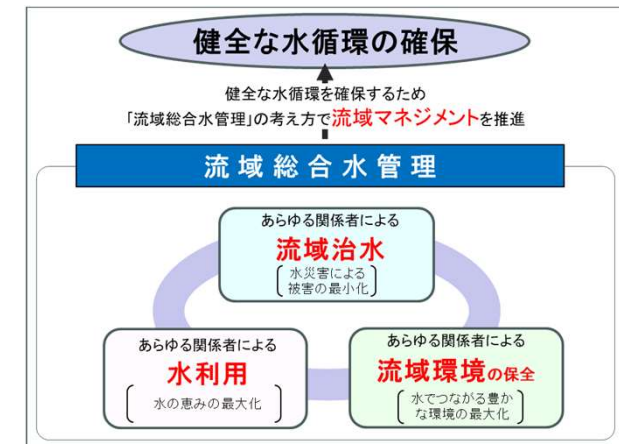 健全な水循環の確保
健全な水循環を確保するため
「流域総合水管理」の考え方で流域マネジメントを推進
流域総合水管理
あらゆる関係者による
流域治水
水災害による
被害の最小化
あらゆる関係者による
水利用
水の恵みの最大化
あらゆる関係者による
流域環境の保全
水でつながる豊か
な環境の最大化